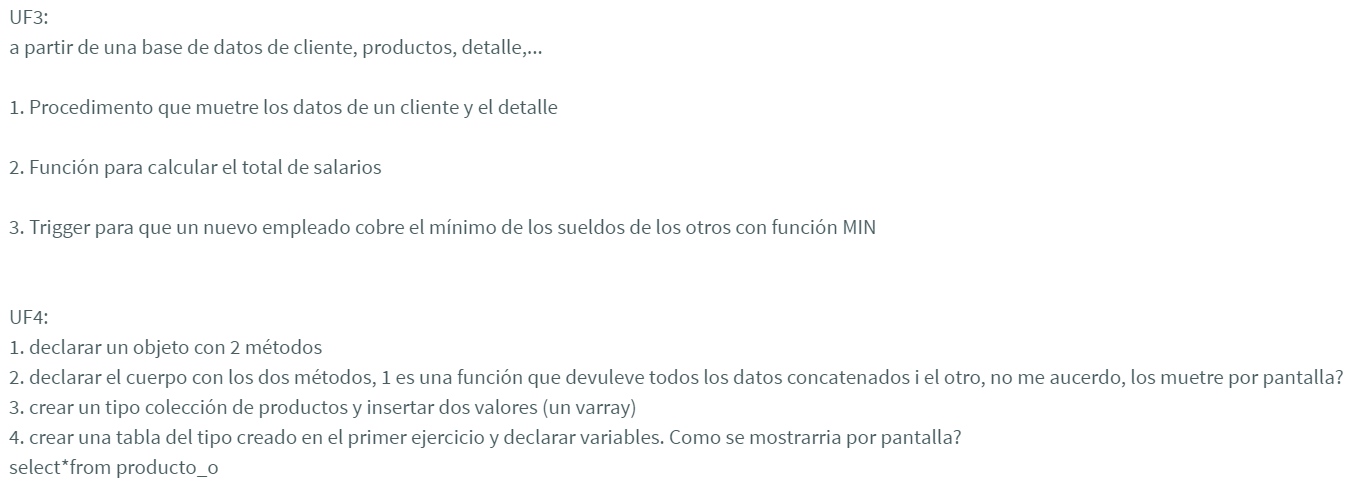 UF3:
a partir de una base de datos de cliente, productos, detalle,...
1. Procedimento que muetre los datos de un cliente y el detalle
2. Función para calcular el total de salarios
3. Trigger para que un nuevo empleado cobre el mínimo de los sueldos de los otros con función MIN
UF4:
1. declarar un objeto con 2 métodos
2. declarar el cuerpo con los dos métodos, 1 es una función que devuleve todos los datos concatenados i el otro, no me aucerdo, los muetre por pantalla?
3. crear un tipo colección de productos y insertar dos valores (un varray)
4. crear una tabla del tipo creado en el primer ejercicio y declarar variables. Como se mostrarria por pantalla?
select*from producto_o